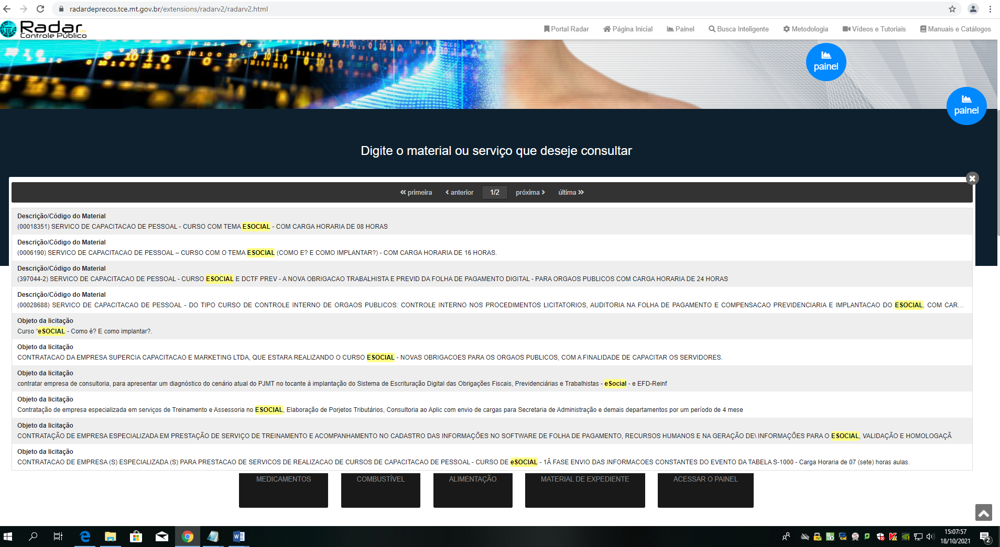 radardeprecos.tce.mt.gov.br/extensions/radarv2/radarv2.html
Radar de
Controle Público
Portal Radar Página Inicial Painel Busca Inteligente Metodologia Vídeos e Tutoriais Manuais e Catálogos
painel
painel
Digite o material ou serviço que deseje consultar
primeira anterior 1/2 próxima última
Descrição/Código do Material
(00018351) SERVICO DE CAPACITACAO DE PESSOAL - CURSO COM TEMA ESOCIAL - COM CARGA HORARIA DE 08 HORAS
Descrição/Código do Material
(0006190) SERVICO DE CAPACITACAO DE PESSOAL – CURSO COM O TEMA ESOCIAL (COMO E? E COMO IMPLANTAR?) - COM CARGA HORARIA DE 16 HORAS.
Descrição/Código do Material
(397044-2) SERVICO DE CAPACITACAO DE PESSOAL - CURSO ESOCIAL E DCTF PREV - A NOVA OBRIGACAO TRABALHISTA E PREVID DA FOLHA DE PAGAMENTO DIGITAL - PARA ORGAOS PUBLICOS COM CARGA HORARIA DE 24 HORAS
Descrição/Código do Material
(00028688) SERVICO DE CAPACITACAO DE PESSOAL - DO TIPO CURSO DE CONTROLE INTERNO DE ORGAOS PUBLICOS: CONTROLE INTERNO NOS PROCEDIMENTOS LICITATORIOS, AUDITORIA NA FOLHA DE PAGAMENTO E COMPENSACAO PREVIDENCIARIA E IMPLANTACAO DO ESOCIAL, COM CAR...
Objeto da licitação
Curso “eSOCIAL - Como é? E como implantar?.
Objeto da licitação
CONTRATACAO DA EMPRESA SUPERCIA CAPACITACAO E MARKETING LTDA, QUE ESTARA REALIZANDO O CURSO ESOCIAL - NOVAS OBRIGACOES PARA OS ORGAOS PUBLICOS, COM A FINALIDADE DE CAPACITAR OS SERVIDORES.
Objeto da licitação
contratar empresa de consultoria, para apresentar um diagnóstico do cenário atual do PJMT no tocante à implantação do Sistema de Escrituração Digital das Obrigações Fiscais, Previdenciárias e Trabalhistas - eSocial - e EFD-Reinf
Objeto da licitação
Contratação de empresa especializada em serviços de Treinamento e Assessoria no ESOCIAL, Elaboração de Porjetos Tributários, Consultoria ao Aplic com envio de cargas para Secretaria de Administração e demais departamentos por um período de 4 mese
Objeto da licitação
CONTRATAÇÃO DE EMPRESA ESPECIALIZADA EM PRESTAÇÃO DE SERVIÇO DE TREINAMENTO E ACOMPANHAMENTO NO CADASTRO DAS INFORMAÇÕES NO SOFTWARE DE FOLHA DE PAGAMENTO, RECURSOS HUMANOS E NA GERAÇÃO DE\ INFORMAÇÕES PARA O ESOCIAL, VALIDAÇÃO E HOMOLOGAÇÃ
Objeto da licitação
CONTRATACAO DE EMPRESA (S) ESPECIALIZADA (S) PARA PRESTACAO DE SERVICOS DE REALIZACAO DE CURSOS DE CAPACITACAO DE PESSOAL - CURSO DE eSOCIAL - 1Â FASE ENVIO DAS INFORMACOES CONSTANTES DO EVENTO DA TABELA S-1000 - Carga Horaria de 07 (sete) horas aulas.
MEDICAMENTOS COMBUSTÍVEL ALIMENTAÇÃO MATERIAL DE EXPEDIENTE ACESSAR O PAINEL
15:07:57
18/10/2021
2